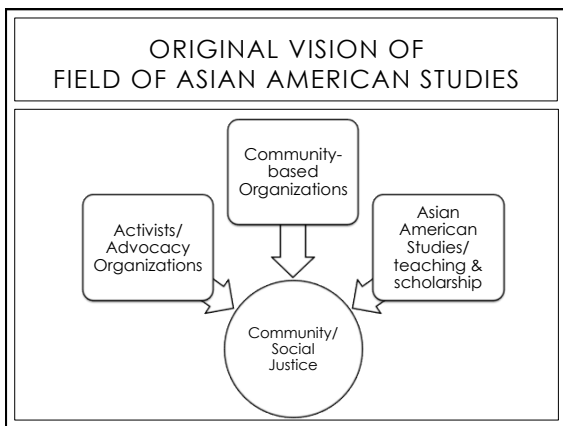 ORIGINAL VISION OF
FIELD OF ASIAN AMERICAN STUDIES
Community-
based
Organizations
Activists/
Advocacy
Organizations
Asian
American
Studies/
teaching &
scholarship
Community/
Social
Justice